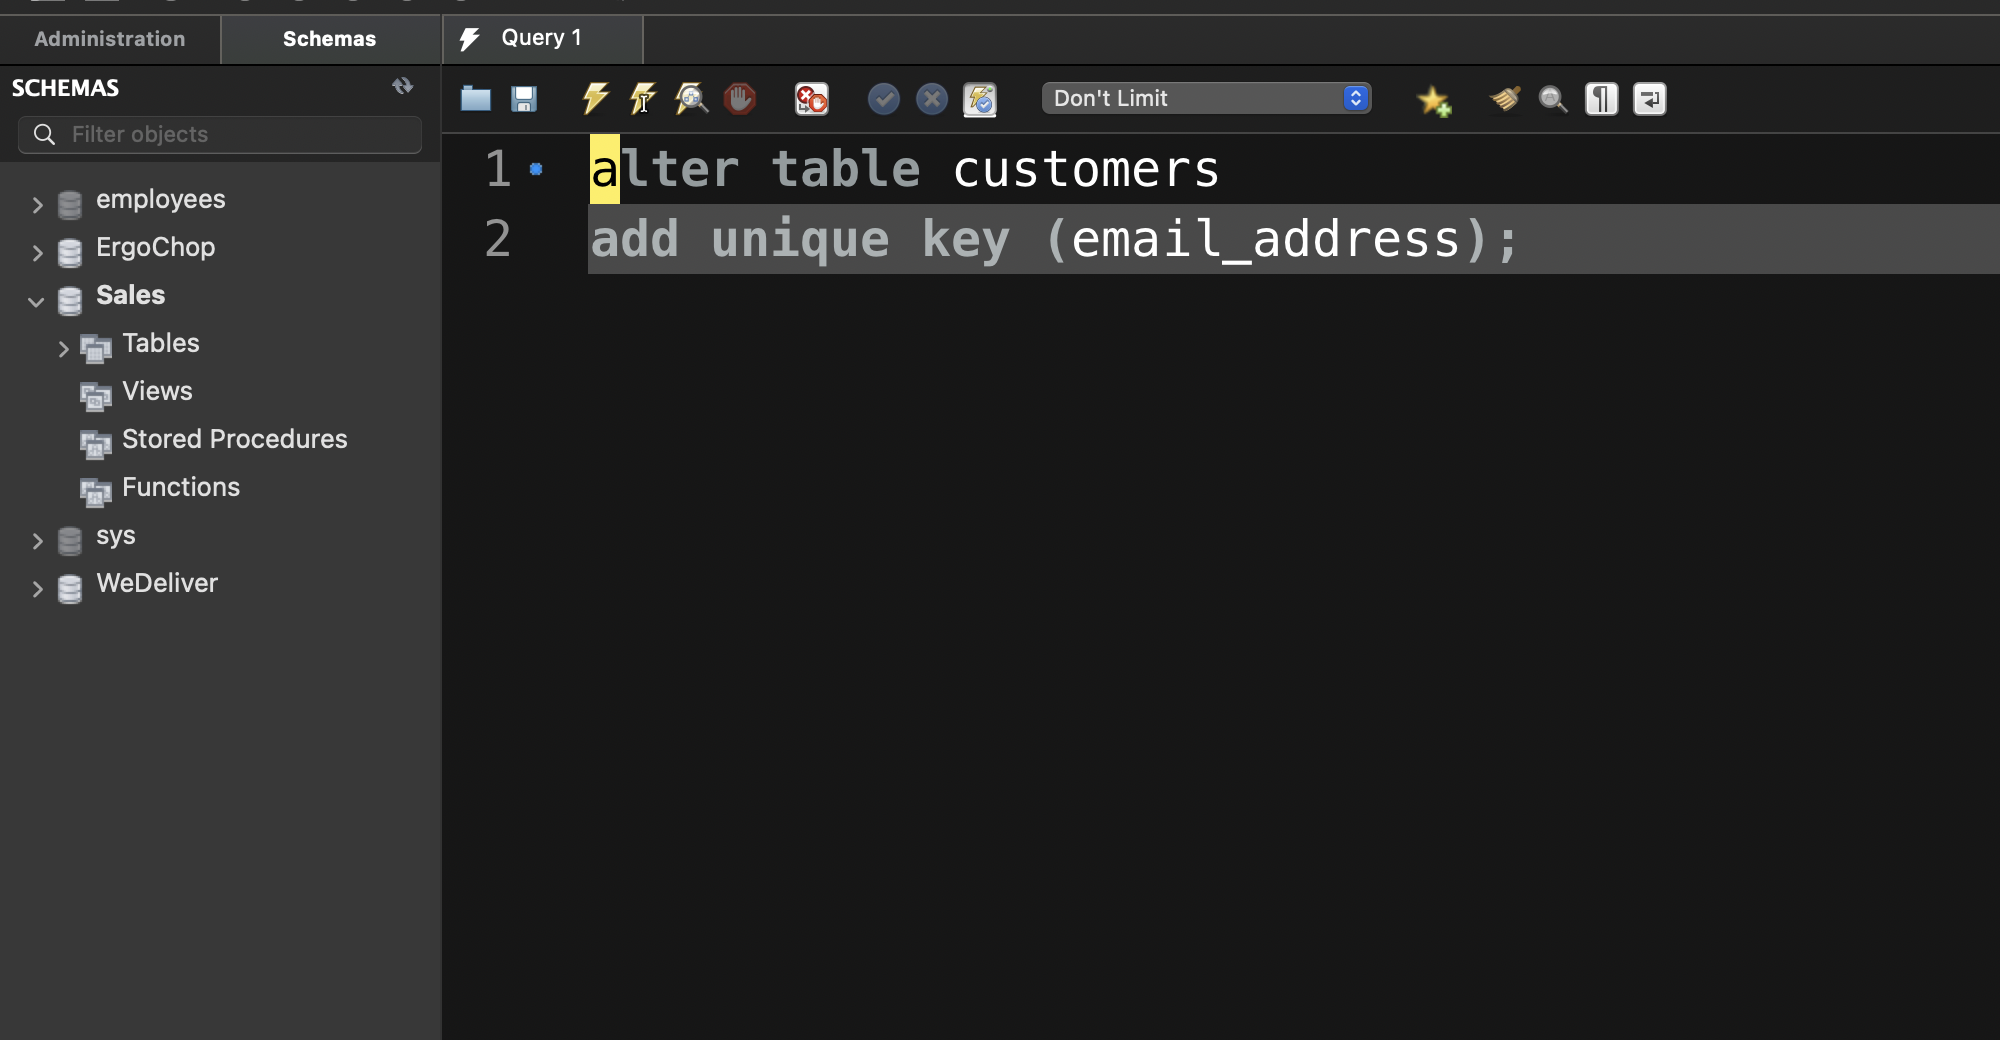 Administration
Schemas
Query 1
SCHEMAS
Filter objects
Don't Limit
employees
ErgoChop
Sales
Tables
Views
Stored Procedures
Functions
sys
WeDeliver
1 alter table customers
2 add unique key (email_address);